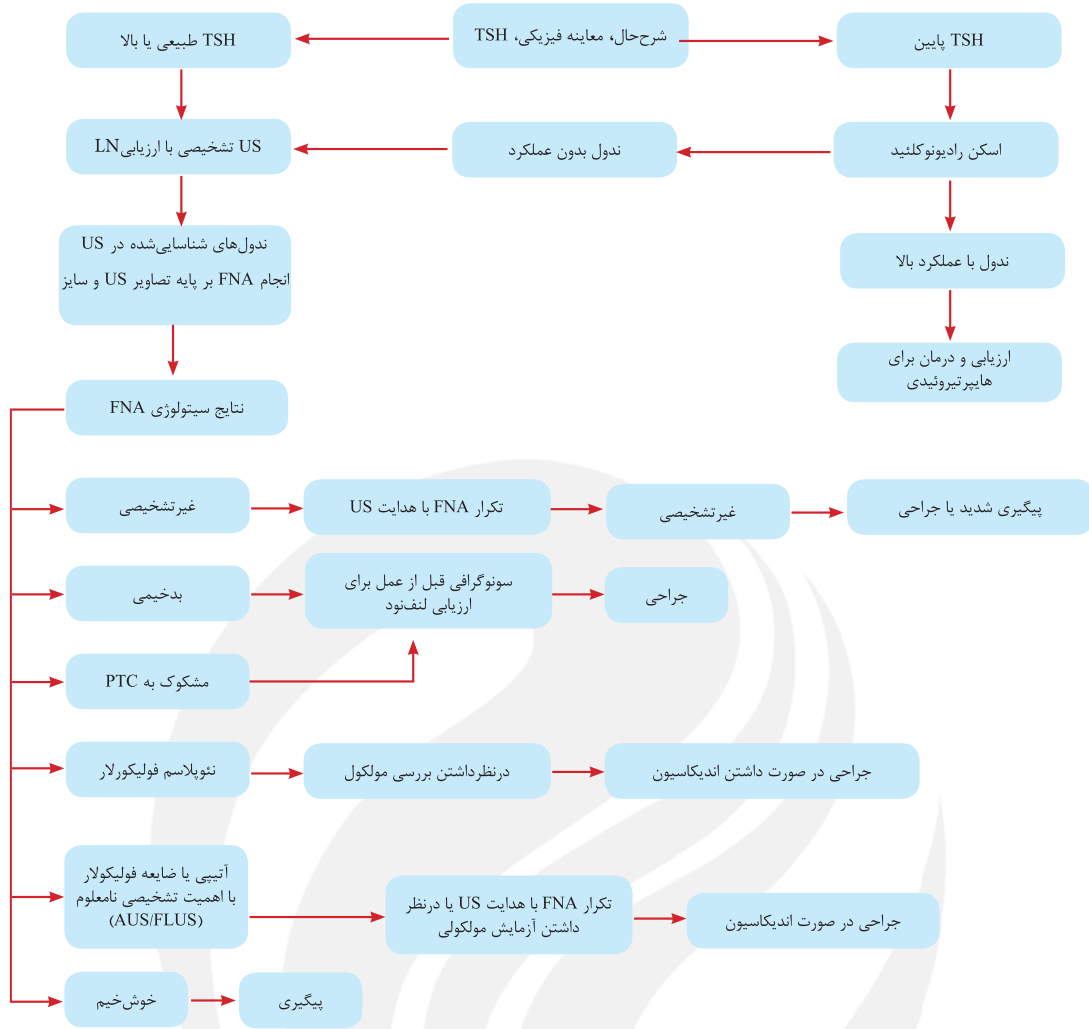 شرح‌حال، معاینه فیزیکی، TSH
TSH پایین
TSH طبیعی یا بالا
اسکن رادیونوکلئید
ندول بدون عملکرد
US تشخیصی با ارزیابی LN
ندول با عملکرد بالا
ندول‌های شناسایی‌شده در US
انجام FNA بر پایه تصاویر US و سایز
ارزیابی و درمان برای
هایپرتیروئیدی
نتایج سیتولوژی FNA
غیرتشخیصی
تکرار FNA با هدایت US
غیرتشخیصی
پیگیری شدید یا جراحی
بدخیمی
سونوگرافی قبل از عمل برای
ارزیابی لنف‌نود
جراحی
مشکوک به PTC
نئوپلاسم فولیکورلار
درنظرداشتن بررسی مولکول
جراحی در صورت داشتن اندیکاسیون
آتیپی یا ضایعه فولیکولار
با اهمیت تشخیصی نامعلوم
(AUS/FLUS)
تکرار FNA با هدایت US یا درنظر
داشتن آزمایش مولکولی
جراحی در صورت اندیکاسیون
خوش‌خیم
پیگیری